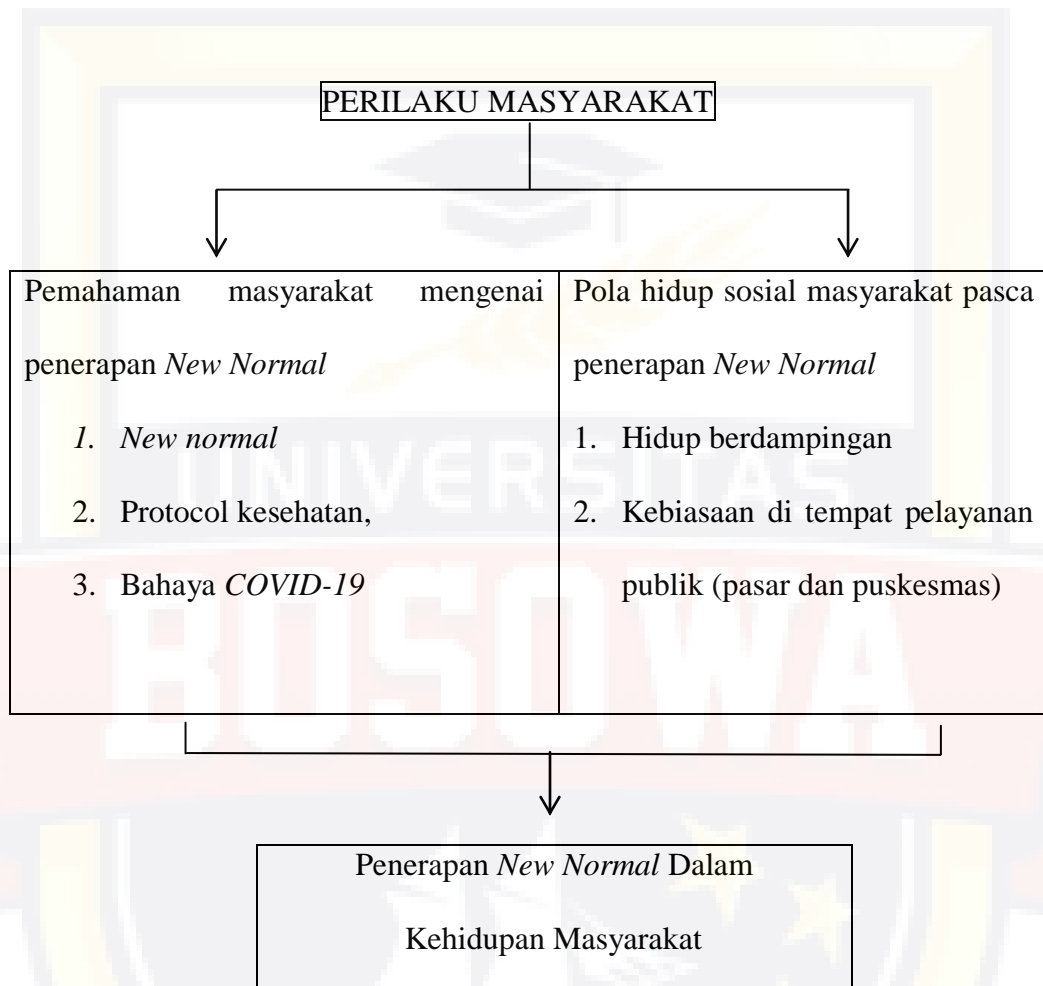 PERILAKU MASYARAKAT
Pemahaman masyarakat mengenai
penerapan New Normal
1. New normal
2. Protocol kesehatan,
3. Bahaya COVID-19
Pola hidup sosial masyarakat pasca
penerapan New Normal
1. Hidup berdampingan
2. Kebiasaan di tempat pelayanan
publik (pasar dan puskesmas)
Penerapan New Normal Dalam
Kehidupan Masyarakat
UNIVERSITAS
BOSOWA